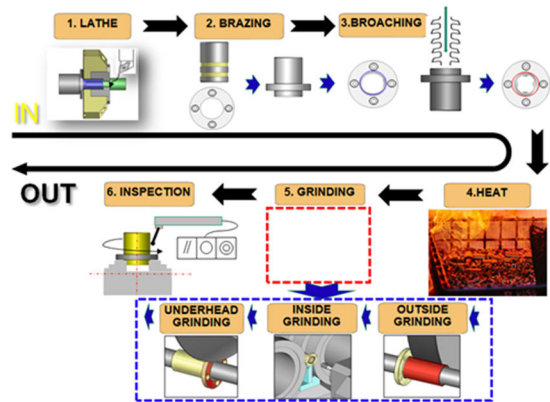 1. LATHE
2. BRAZING
3.BROACHING
IN
OUT
6. INSPECTION
5. GRINDING
4.HEAT
UNDERHEAD
GRINDING
INSIDE
GRINDING
OUTSIDE
GRINDING